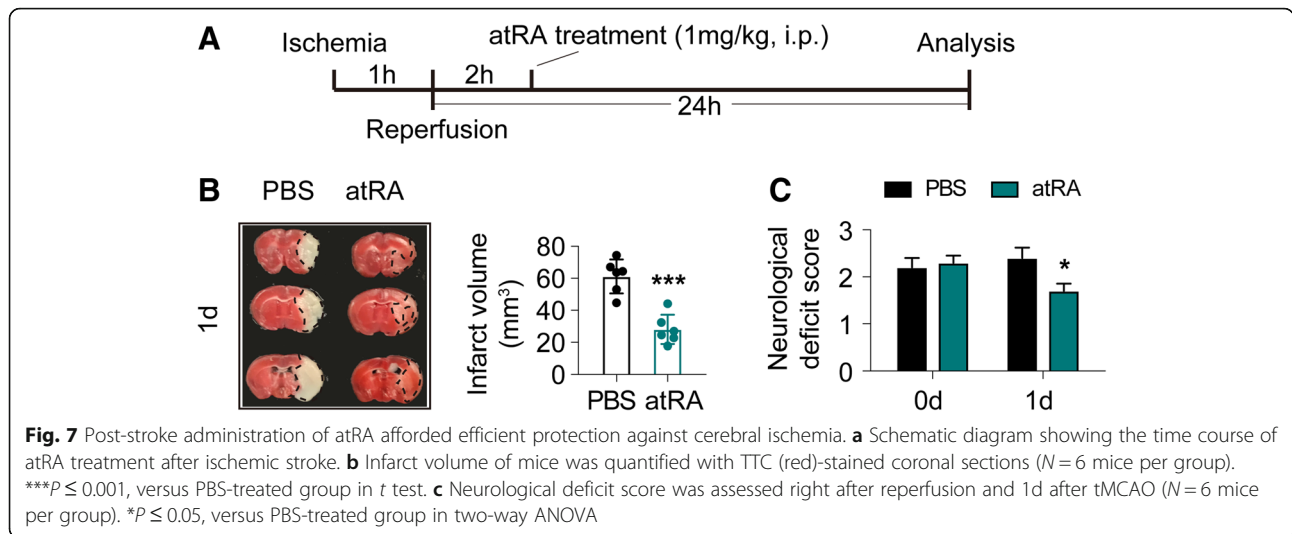 A
Ischemia
atRA treatment (1mg/kg, i.p.)
Analysis
1h
2h
24h
Reperfusion
B
PBS atRA
1d
Infarct volume
(mm³)
80
60
40
20
0
***
PBS atRA
C
PBS atRA
Neurological
deficit score
3
2
1
0
*
0d 1d
Fig. 7 Post-stroke administration of atRA afforded efficient protection against cerebral ischemia. a Schematic diagram showing the time course of
atRA treatment after ischemic stroke. b Infarct volume of mice was quantified with TTC (red)-stained coronal sections (N = 6 mice per group).
***P ≤ 0.001, versus PBS-treated group in t test. c Neurological deficit score was assessed right after reperfusion and 1d after tMCAO (N = 6 mice
per group). *P ≤ 0.05, versus PBS-treated group in two-way ANOVA